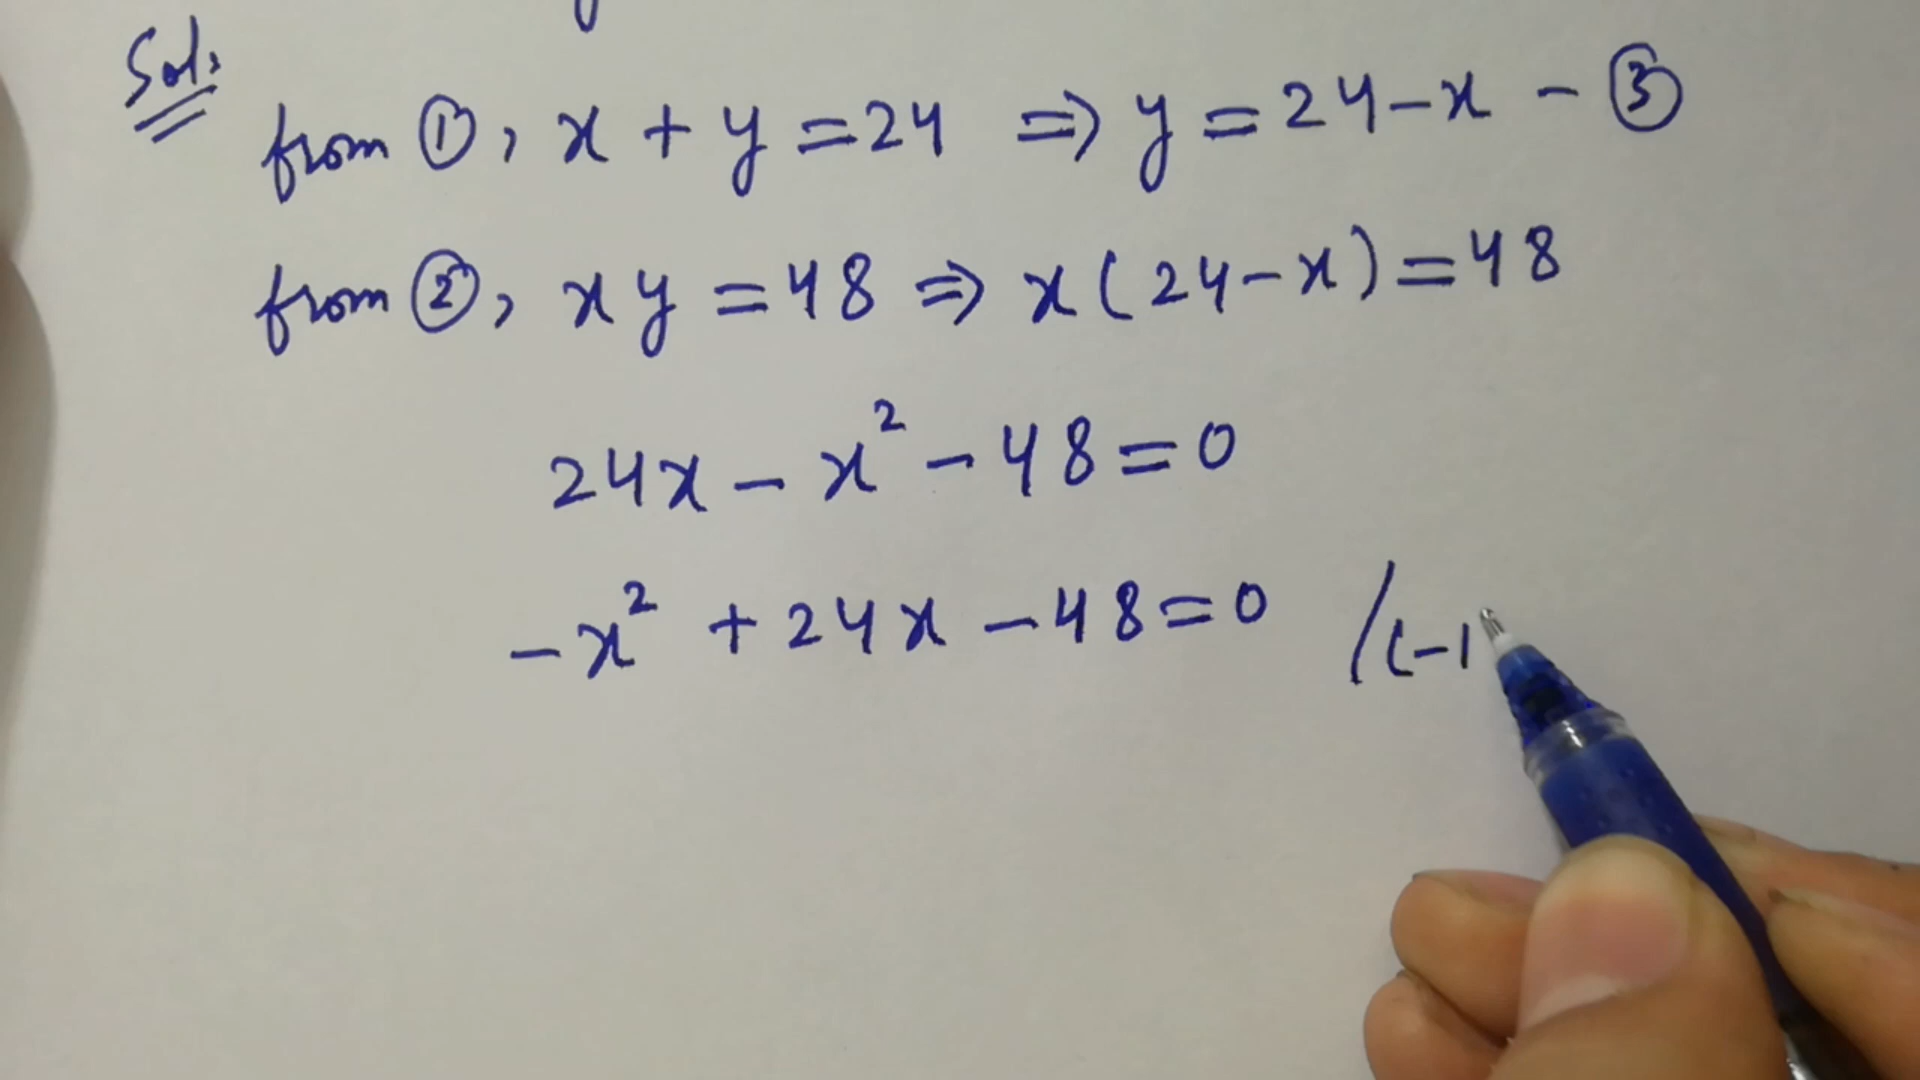 Sol:
from ①, x + y = 24 ⇒ y = 24 - x - ③
from ②, xy = 48 ⇒ x(24 - x) = 48
24x - x² - 48 = 0
-x² + 24x - 48 = 0 /(-1